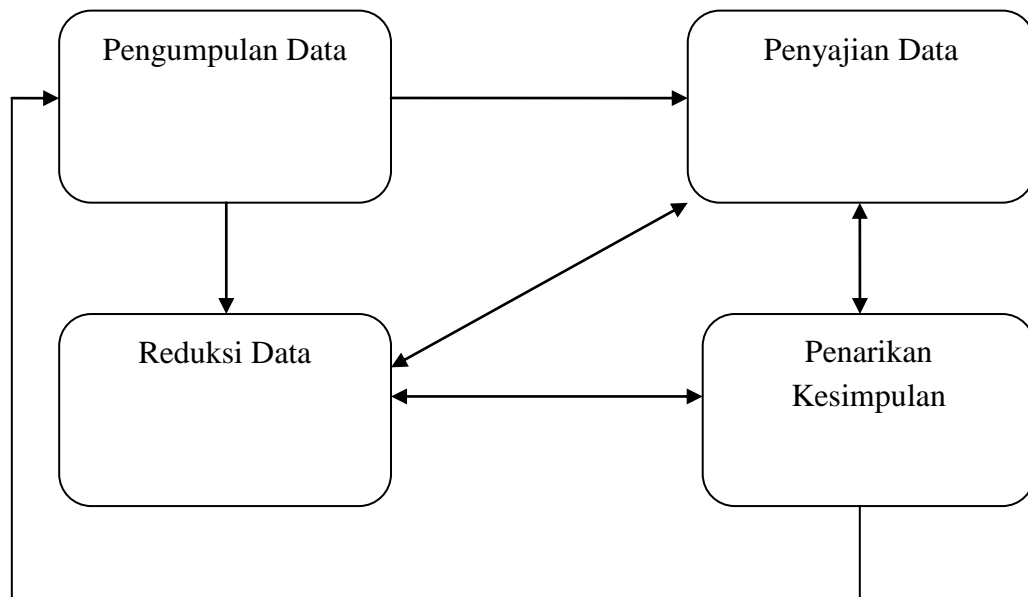 Pengumpulan Data
Penyajian Data
Reduksi Data
Penarikan
Kesimpulan